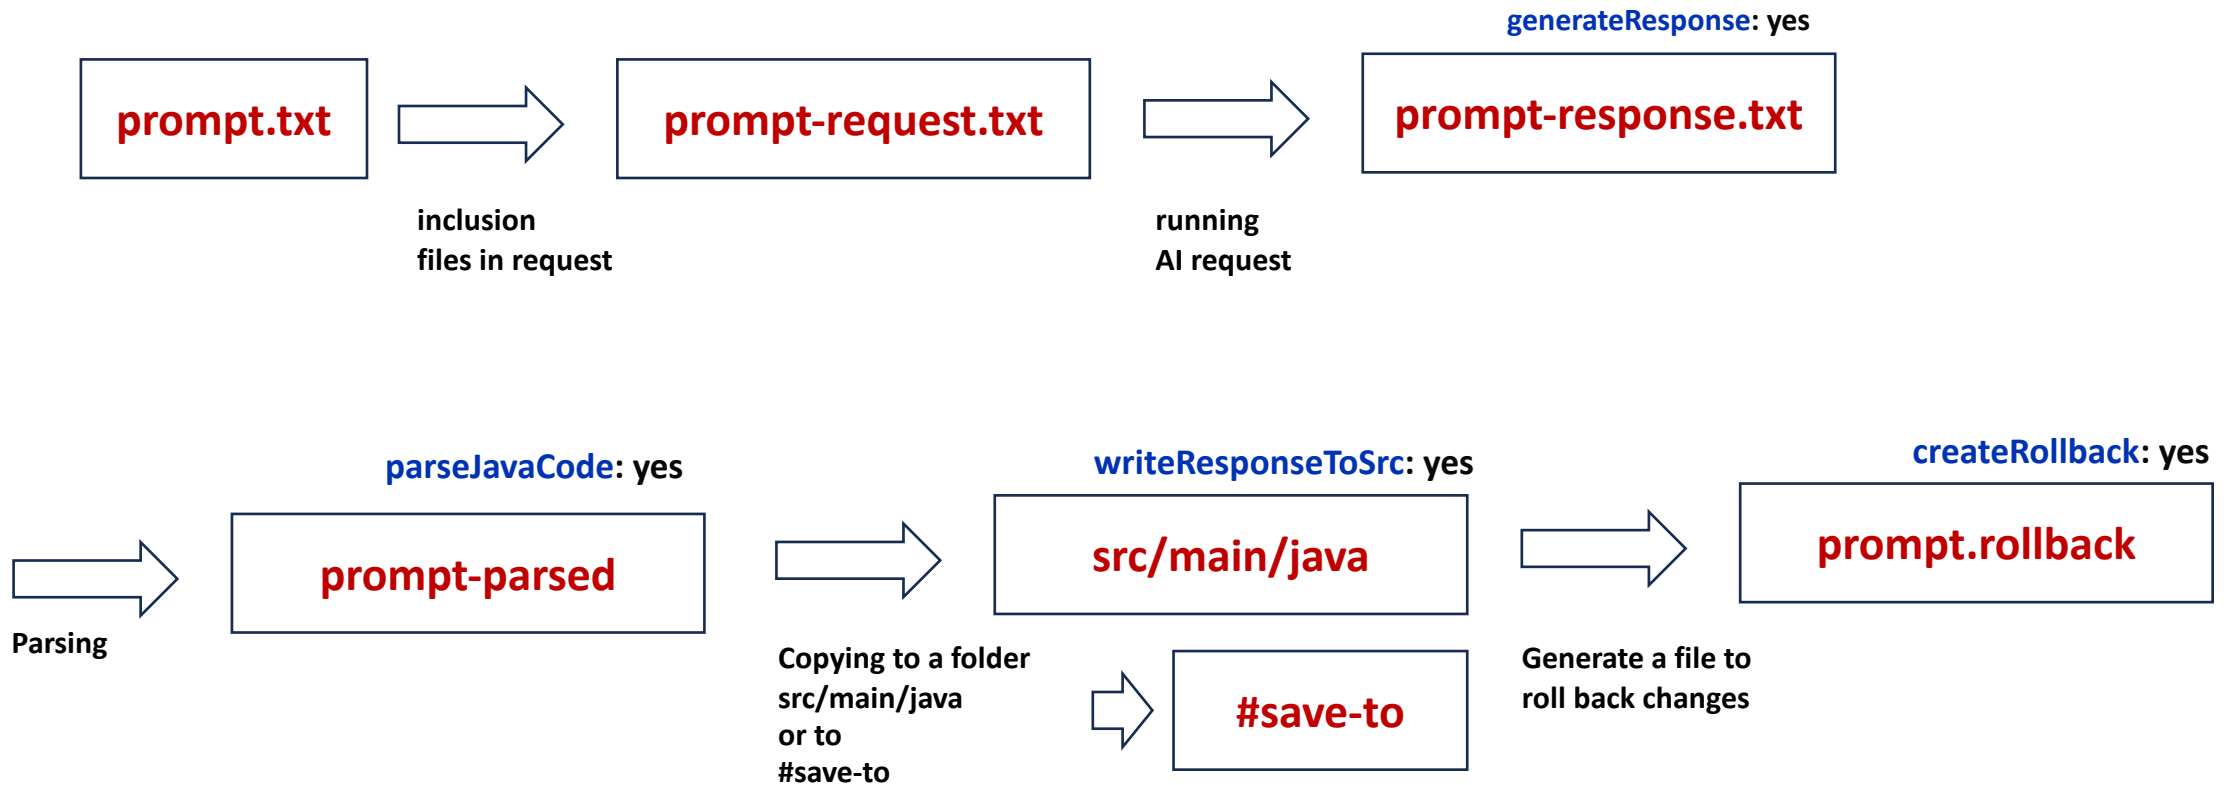 generateResponse: yes
prompt.txt
prompt-request.txt
prompt-response.txt
inclusion
files in request
running
AI request
parseJavaCode: yes
writeResponseToSrc: yes
createRollback: yes
prompt-parsed
src/main/java
prompt.rollback
Parsing
Copying to a folder
src/main/java
or to
#save-to
#save-to
Generate a file to
roll back changes